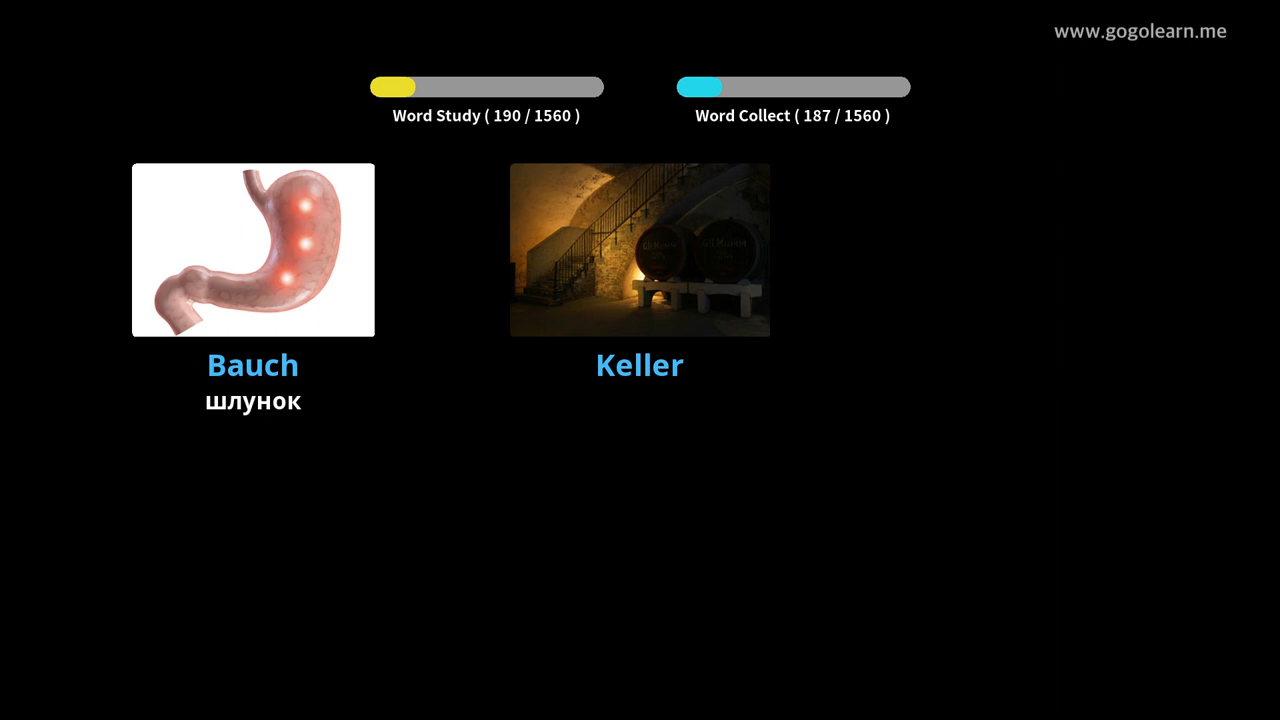 www.gogolearn.me
Word Study ( 190 / 1560 )
Word Collect ( 187 / 1560 )
Bauch
шлунок
Keller